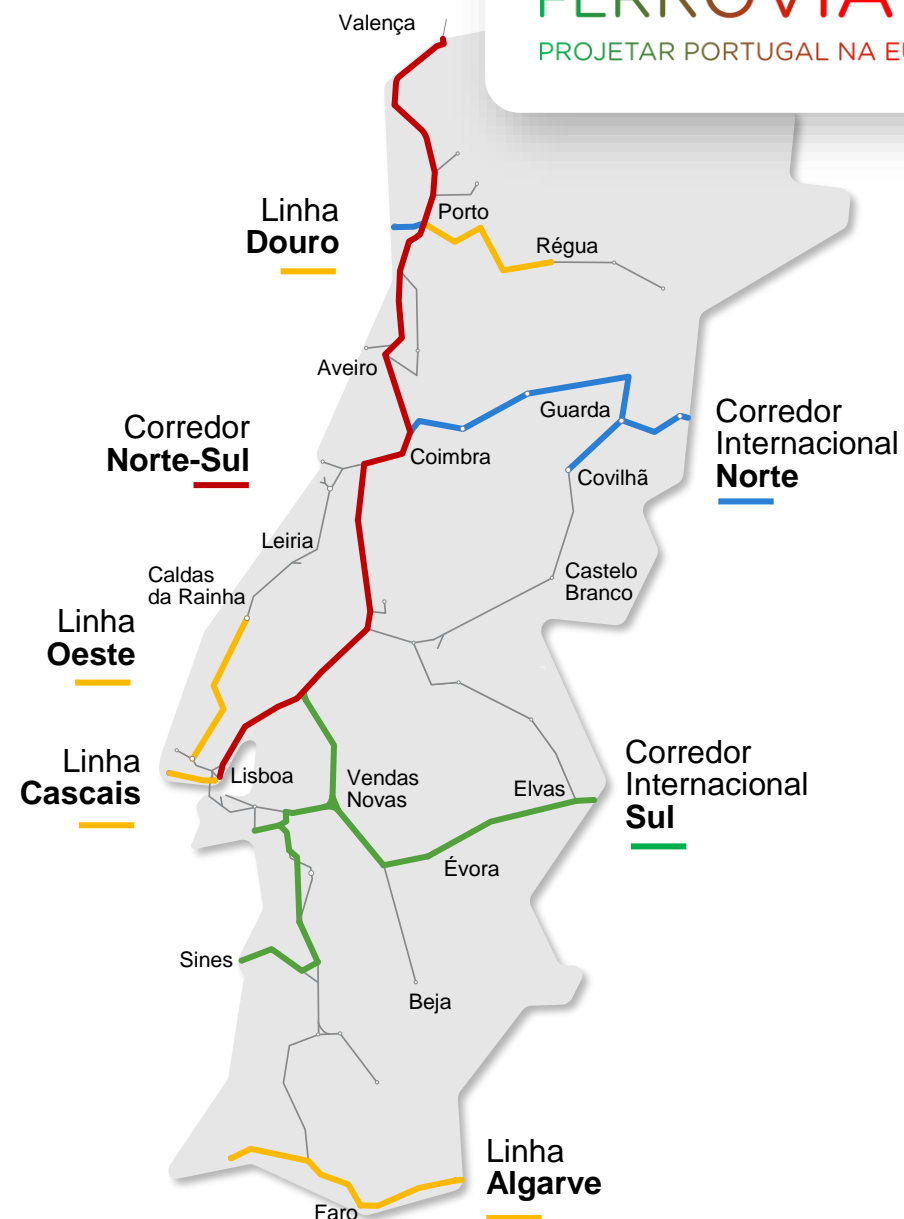 Valença
FERROVIA
PROJETAR PORTUGAL NA EU
Linha
Douro
Porto
Régua
Aveiro
Corredor
Norte-Sul
Guarda
Coimbra
Covilhã
Corredor
Internacional
Norte
Leiria
Caldas
da Rainha
Castelo
Branco
Linha
Oeste
Linha
Cascais
Lisboa
Vendas
Novas
Elvas
Corredor
Internacional
Sul
Évora
Sines
Beja
Linha
Algarve
Faro